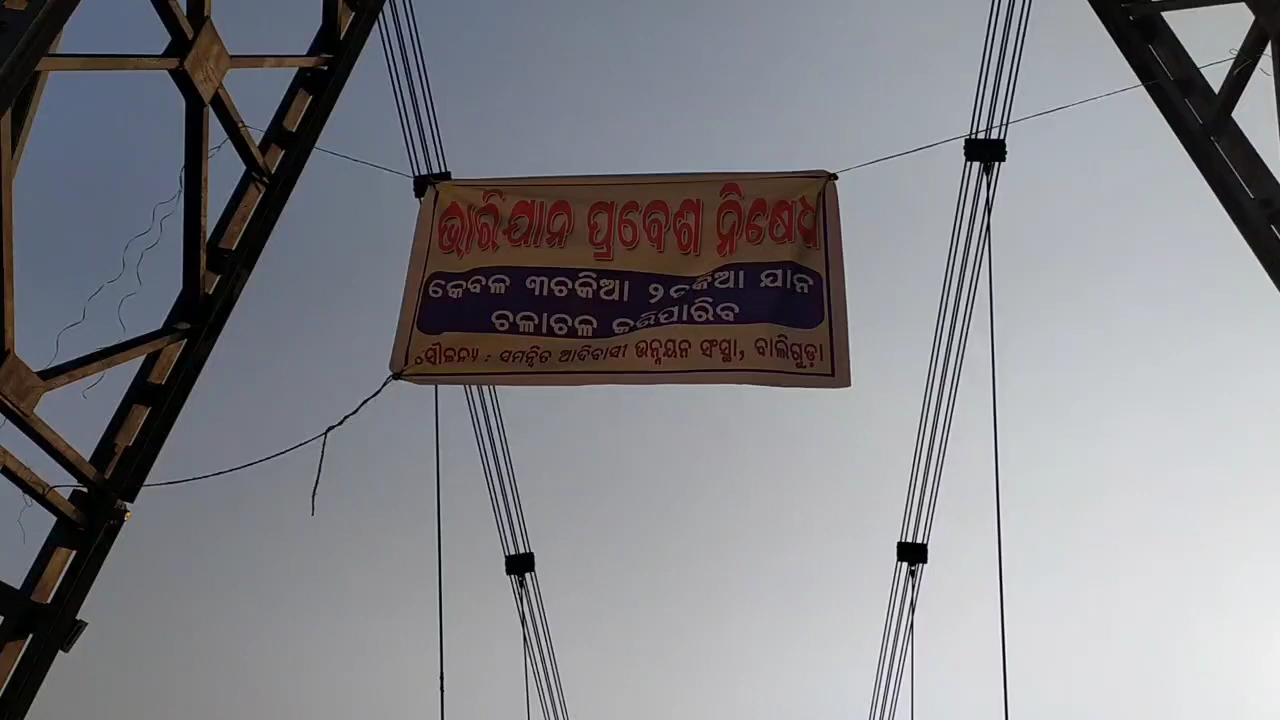 ଭାରିଯାନ ପ୍ରବେଶ ନିଷେଧ
କେବଳ ୩ଚକିଆ ୨ଚକିଆ ଯାନ
ଚଳାଚଳ କରିପାରିବ
ସୌଜନ୍ୟ : ସମନ୍ବିତ ଆଦିବାସୀ ଉନ୍ନୟନ ସଂସ୍ଥା, ବାଲିଗୁଡ଼ା